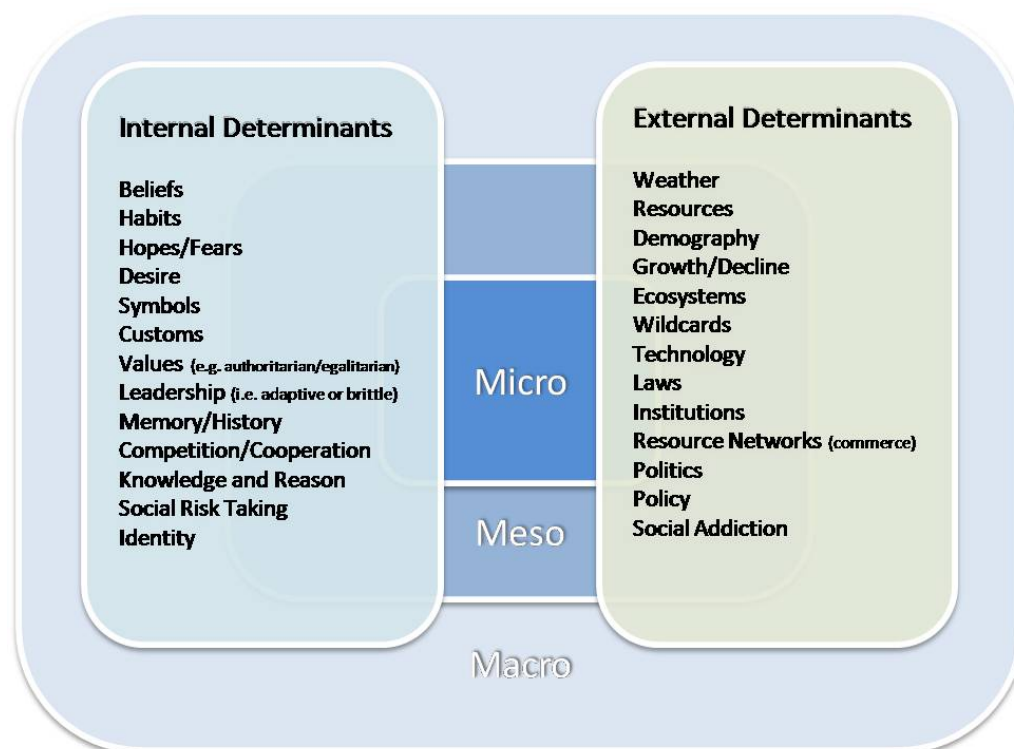 Internal Determinants
Beliefs
Habits
Hopes/Fears
Desire
Symbols
Customs
Values (e.g. authoritarian/egalitarian)
Leadership (i.e. adaptive or brittle)
Memory/History
Competition/Cooperation
Knowledge and Reason
Social Risk Taking
Identity
External Determinants
Weather
Resources
Demography
Growth/Decline
Ecosystems
Wildcards
Technology
Laws
Institutions
Resource Networks (commerce)
Politics
Policy
Social Addiction
Micro
Meso
Macro